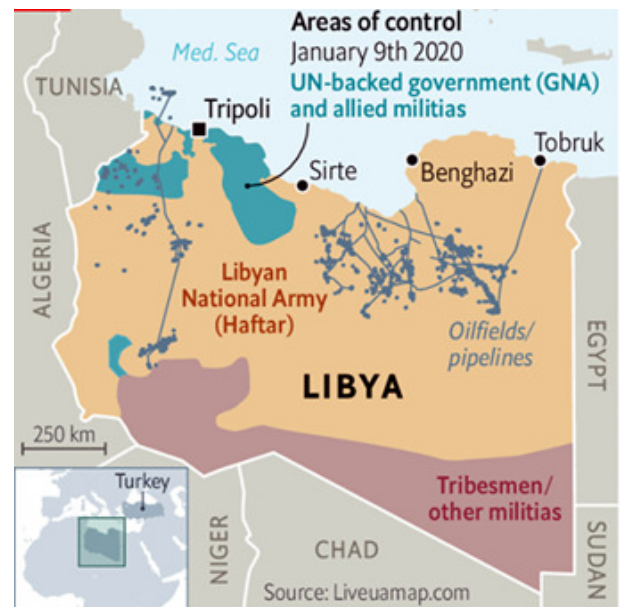 Areas of control
January 9th 2020
UN-backed government (GNA)
and allied militias
Med. Sea
TUNISIA
Tripoli
Sirte
Benghazi
Tobruk
ALGERIA
Libyan
National Army
(Haftar)
Oilfields/
pipelines
EGYPT
LIBYA
250 km
Turkey
Tribesmen/
other militias
NIGER
CHAD
SUDAN
Source: Liveuamap.com